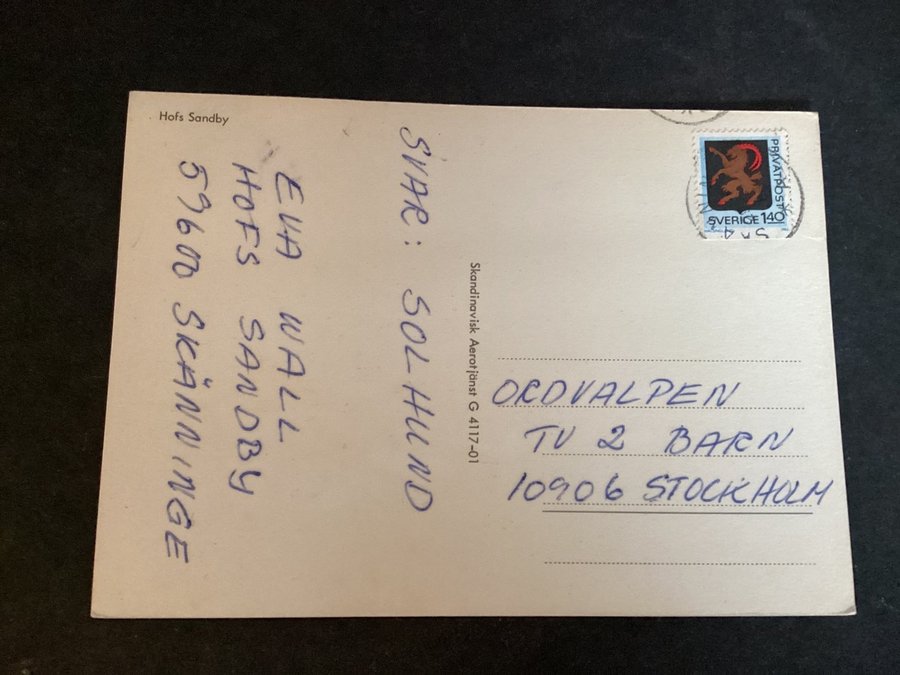 Hofs Sandby
SVAR: SOLHUND
EVA WALL
HOFS SANDBY
59600 SKÄNNINGE
Skandinavisk Aerotjänst G 4117-01
PRIVATPOST
SVERIGE 140
ORDVALPEN
TV 2 BARN
10906 STOCKHOLM